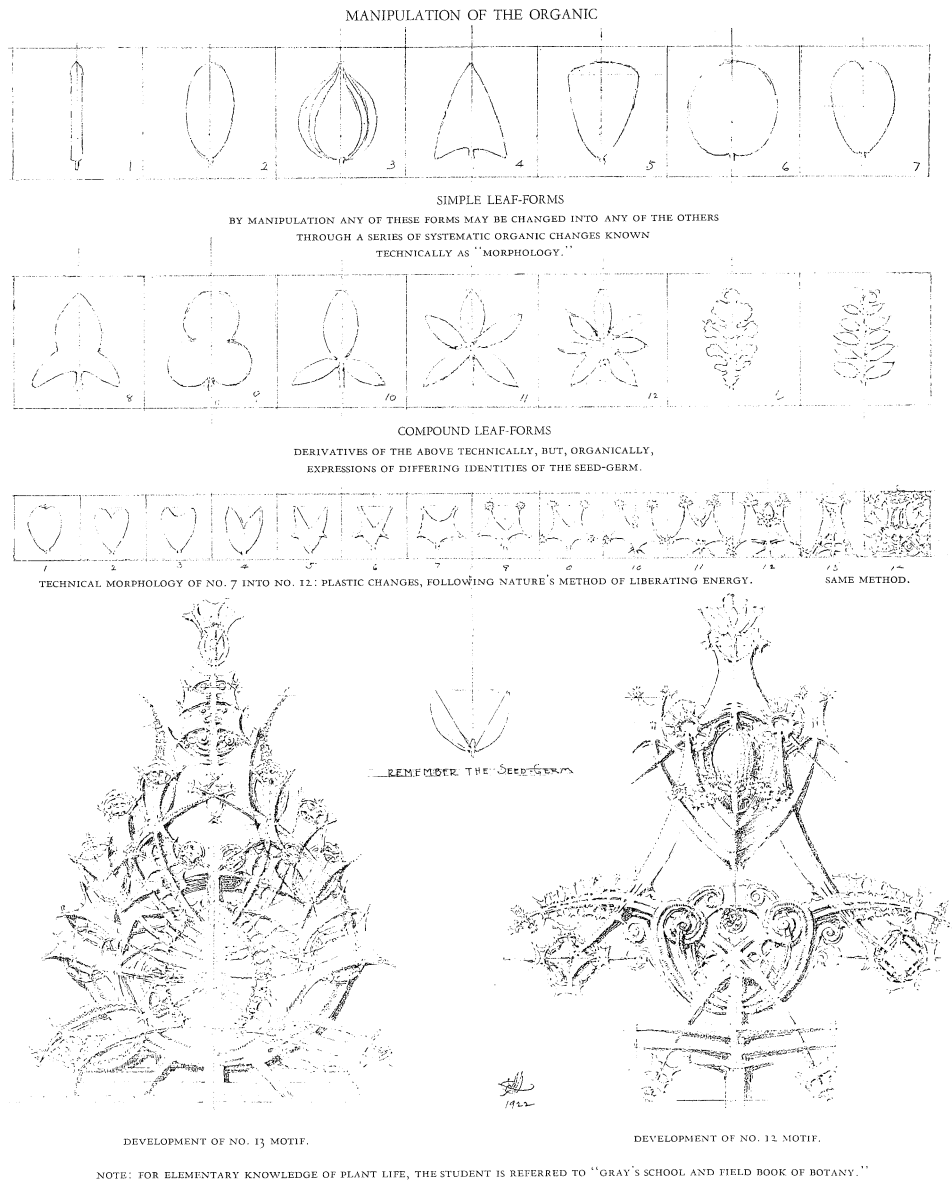 MANIPULATION OF THE ORGANIC
1 2 3 4 5 6 7
SIMPLE LEAF-FORMS
BY MANIPULATION ANY OF THESE FORMS MAY BE CHANGED INTO ANY OF THE OTHERS
THROUGH A SERIES OF SYSTEMATIC ORGANIC CHANGES KNOWN
TECHNICALLY AS "MORPHOLOGY."
8 9 10 11 12
COMPOUND LEAF-FORMS
DERIVATIVES OF THE ABOVE TECHNICALLY, BUT, ORGANICALLY,
EXPRESSIONS OF DIFFERING IDENTITIES OF THE SEED-GERM.
1 2 3 4 5 6 7 8 9 10 11 12 13 14
TECHNICAL MORPHOLOGY OF NO. 7 INTO NO. 12: PLASTIC CHANGES, FOLLOWING NATURE'S METHOD OF LIBERATING ENERGY. SAME METHOD.
REMEMBER THE SEED-GERM
1922
DEVELOPMENT OF NO. 13 MOTIF.
DEVELOPMENT OF NO. 12 MOTIF.
NOTE: FOR ELEMENTARY KNOWLEDGE OF PLANT LIFE, THE STUDENT IS REFERRED TO "GRAY'S SCHOOL AND FIELD BOOK OF BOTANY."